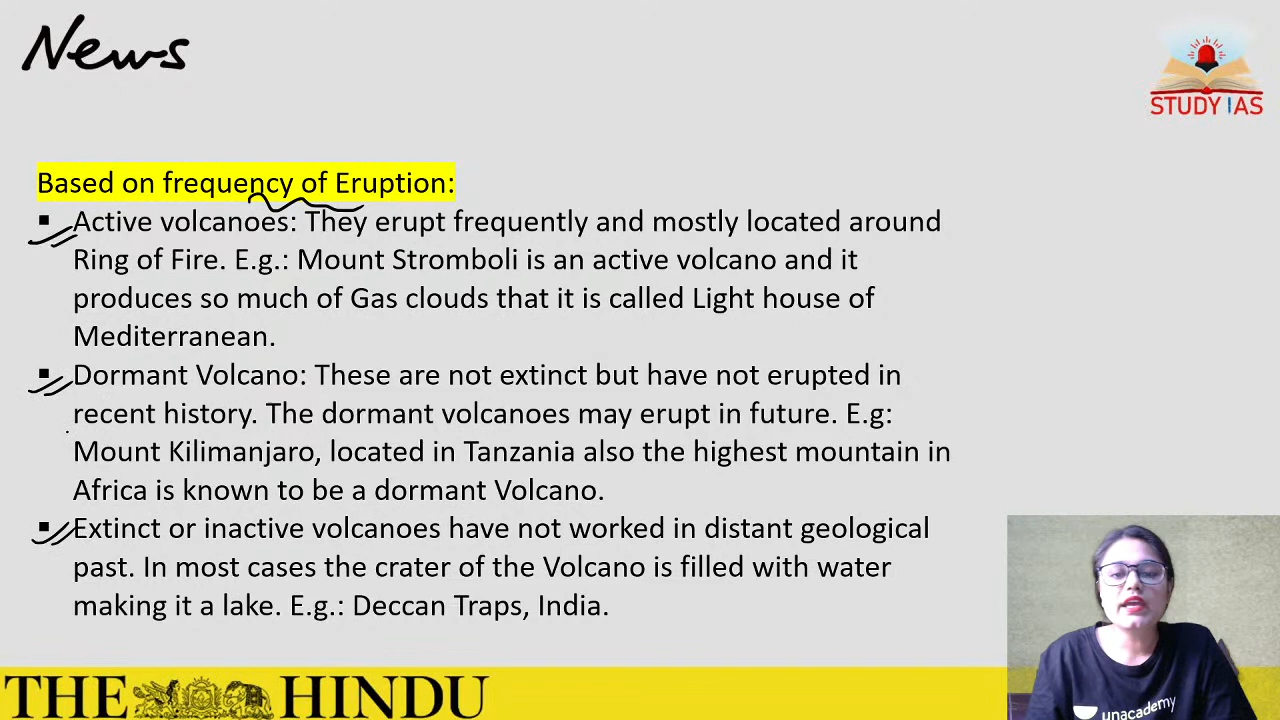 News
STUDY IAS
Based on frequency of Eruption:
▪ Active volcanoes: They erupt frequently and mostly located around
Ring of Fire. E.g.: Mount Stromboli is an active volcano and it
produces so much of Gas clouds that it is called Light house of
Mediterranean.
▪ Dormant Volcano: These are not extinct but have not erupted in
recent history. The dormant volcanoes may erupt in future. E.g:
Mount Kilimanjaro, located in Tanzania also the highest mountain in
Africa is known to be a dormant Volcano.
▪ Extinct or inactive volcanoes have not worked in distant geological
past. In most cases the crater of the Volcano is filled with water
making it a lake. E.g.: Deccan Traps, India.
unacademy
THE HINDU